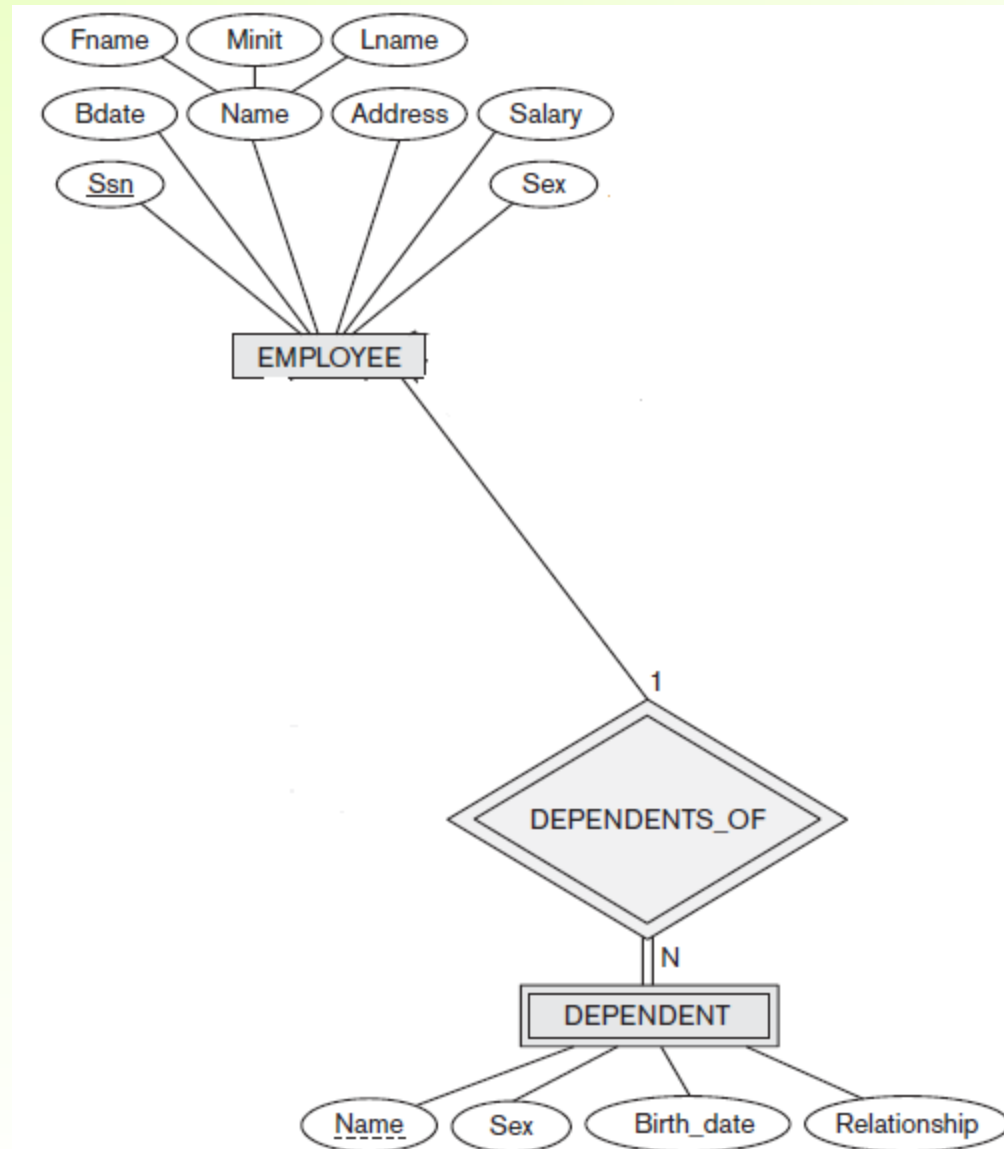 Fname Minit Lname
Bdate Name Address Salary
Ssn Sex
EMPLOYEE
1
DEPENDENTS_OF
N
DEPENDENT
Name Sex Birth_date Relationship